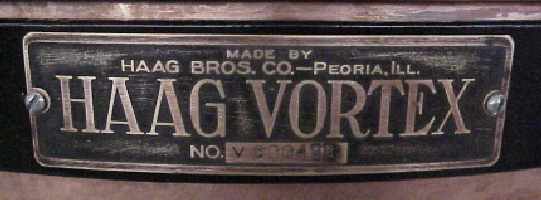 MADE BY
HAAG BROS. CO.—PEORIA, ILL.
HAAG VORTEX
NO. V